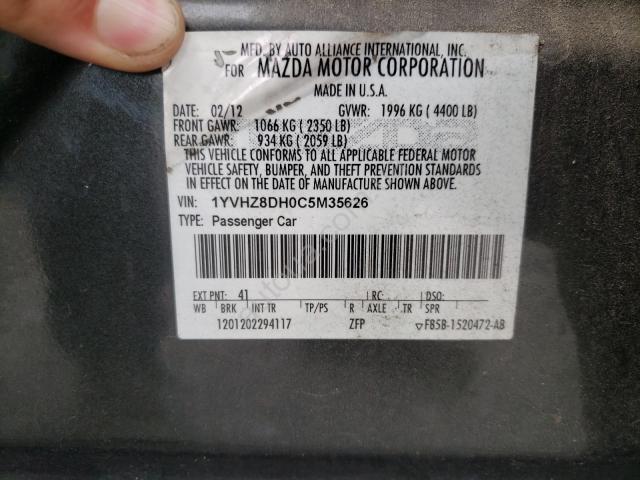 MFD. BY AUTO ALLIANCE INTERNATIONAL, INC.
FOR MAZDA MOTOR CORPORATION
MADE IN U.S.A.
DATE: 02/12 GVWR: 1996 KG ( 4400 LB)
FRONT GAWR: 1066 KG ( 2350 LB)
REAR GAWR: 934 KG ( 2059 LB)
THIS VEHICLE CONFORMS TO ALL APPLICABLE FEDERAL MOTOR
VEHICLE SAFETY, BUMPER, AND THEFT PREVENTION STANDARDS
IN EFFECT ON THE DATE OF MANUFACTURE SHOWN ABOVE.
VIN: 1YVHZ8DH0C5M35626
TYPE: Passenger Car
EXT PNT: 41 RC: DSO:
WB BRK INT TR TP/PS R AXLE TR SPR
1201202294117 ZFP ▽F85B-1520472-AB